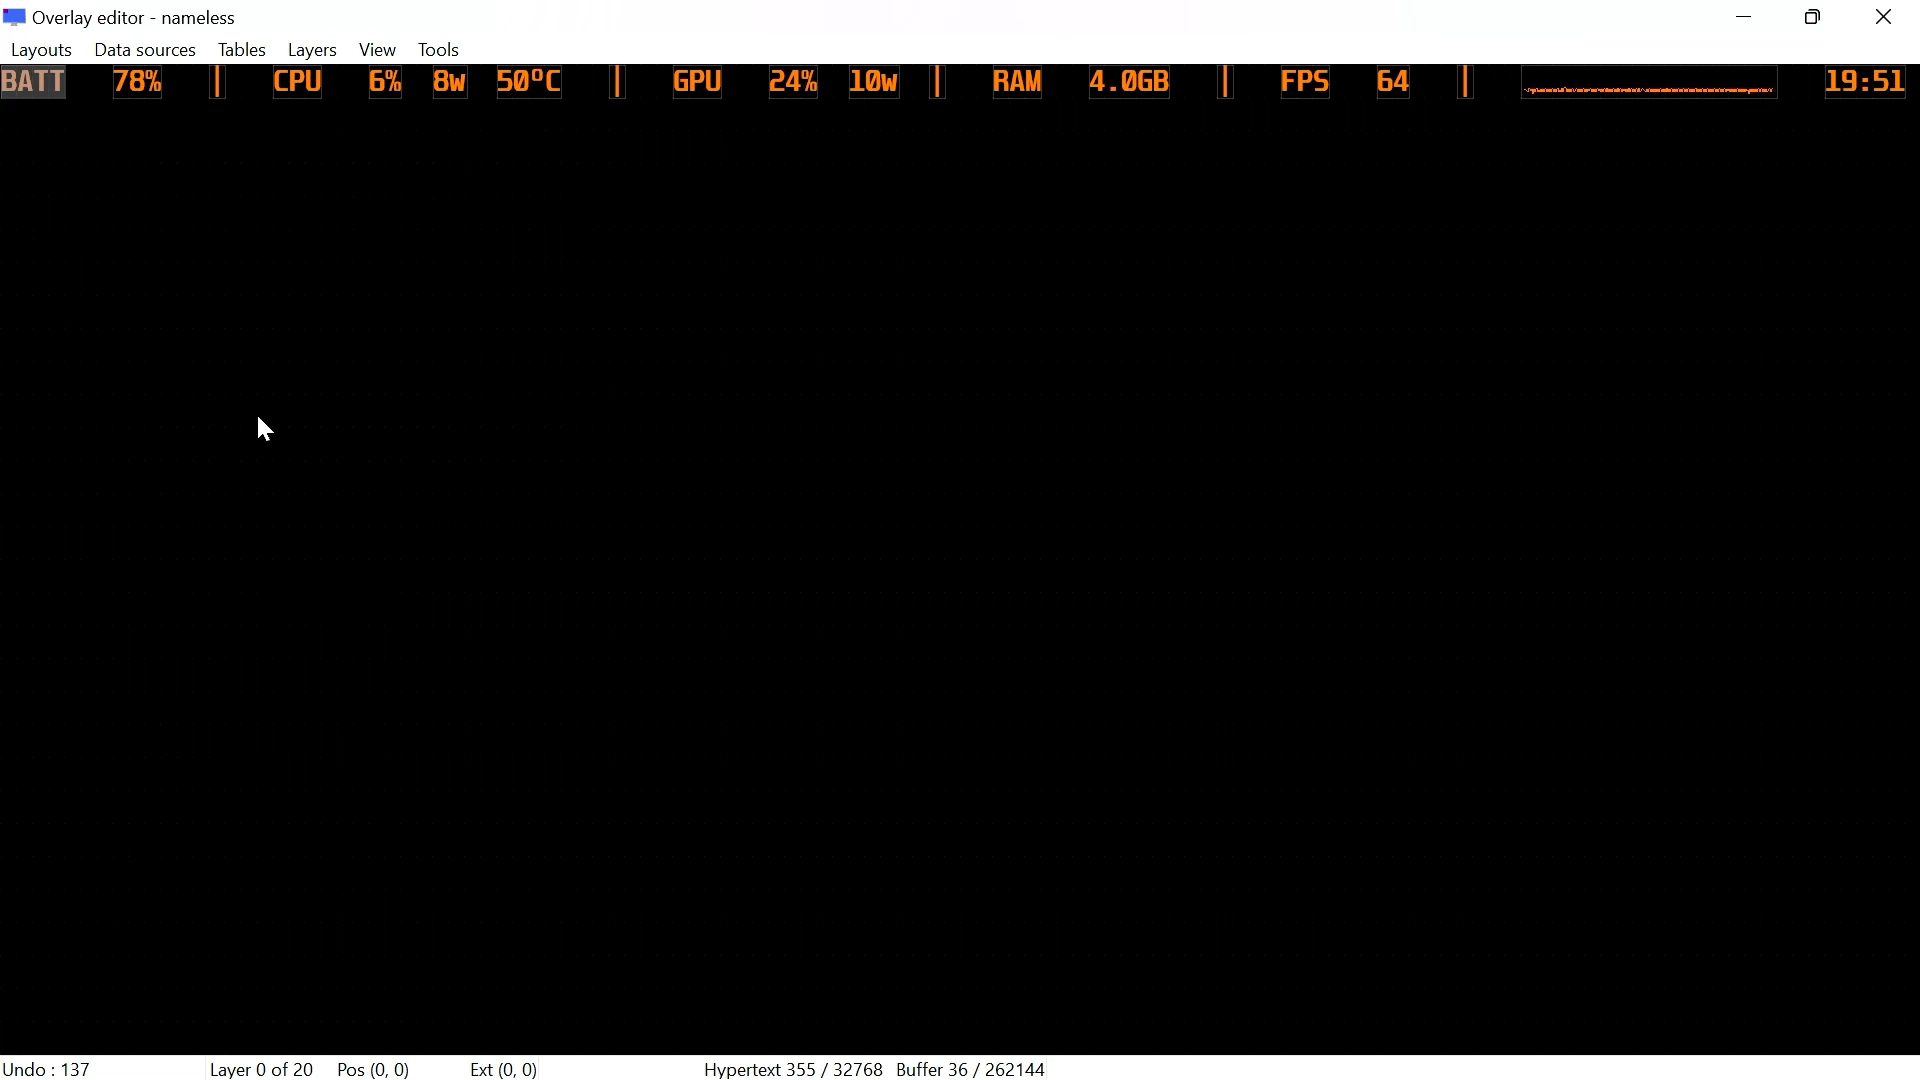 Overlay editor - nameless
Layouts Data sources Tables Layers View Tools
BATT 78% | CPU 6% 8w 50°C | GPU 24% 10w | RAM 4.0GB | FPS 64 | 19:51
Undo : 137 Layer 0 of 20 Pos (0, 0) Ext (0, 0) Hypertext 355 / 32768 Buffer 36 / 262144